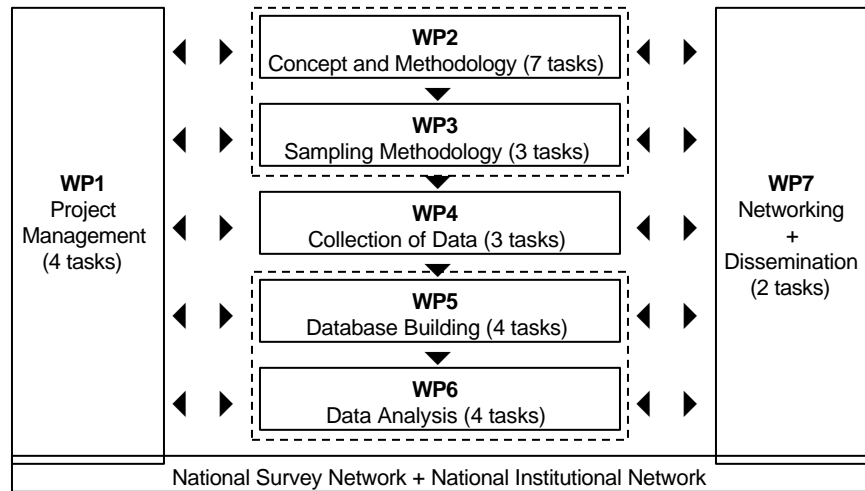 WP1
Project
Management
(4 tasks)
WP2
Concept and Methodology (7 tasks)
WP3
Sampling Methodology (3 tasks)
WP4
Collection of Data (3 tasks)
WP5
Database Building (4 tasks)
WP6
Data Analysis (4 tasks)
WP7
Networking
+
Dissemination
(2 tasks)
National Survey Network + National Institutional Network